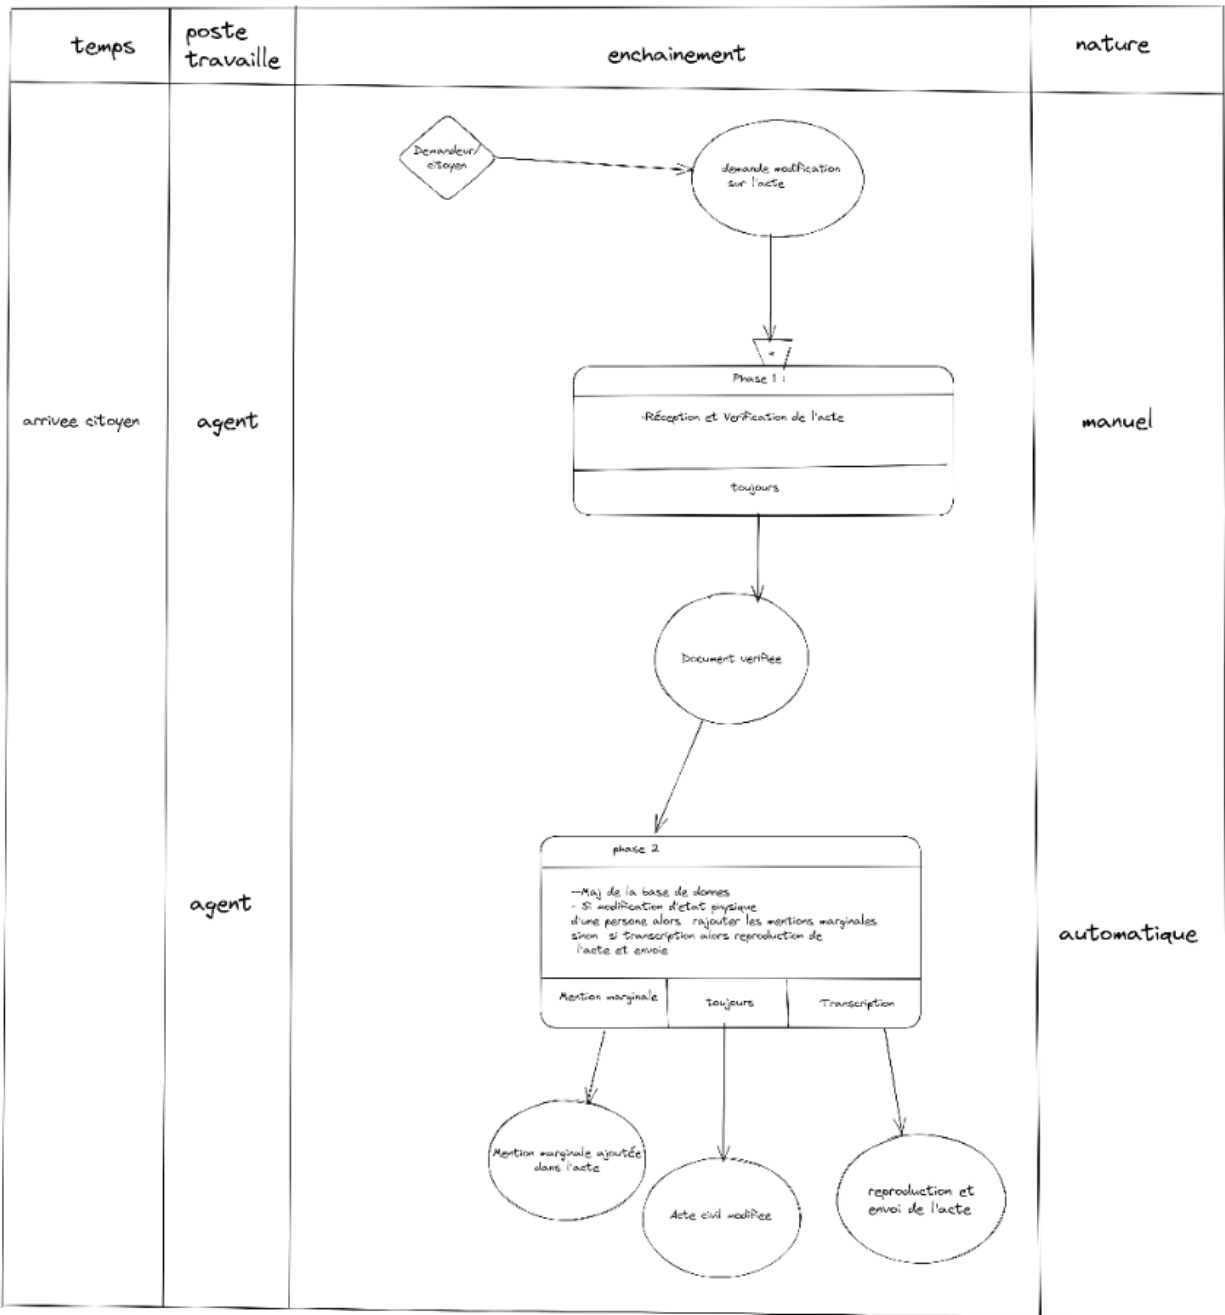 temps
poste
travaille
enchainement
nature
Demandeur/
citoyen
demande modification
sur l'acte
Phase 1 :
arrivee citoyen
agent
-Réception et Verification de l'acte
manuel
toujours
Document verifiee
phase 2
agent
-Maj de la base de donnes
- Si modification d'etat pysique
d'une persone alors rajouter les mentions marginales
sinon si transcription alors reproduction de
l'acte et envoie
automatique
Mention marginale
toujours
Transcription
Mention marginale ajoutée
dans l'acte
Acte civil modifiee
reproduction et
envoi de l'acte